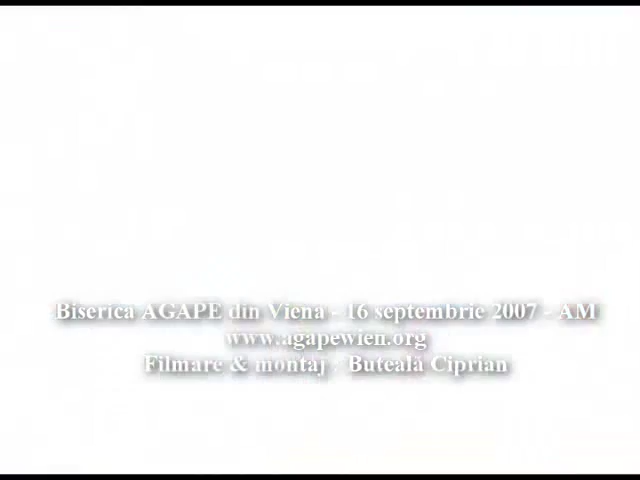 Biserica AGAPE din Viena - 16 septembrie 2007 - AM
www.agapewien.org
Filmare & montaj : Buteala Ciprian